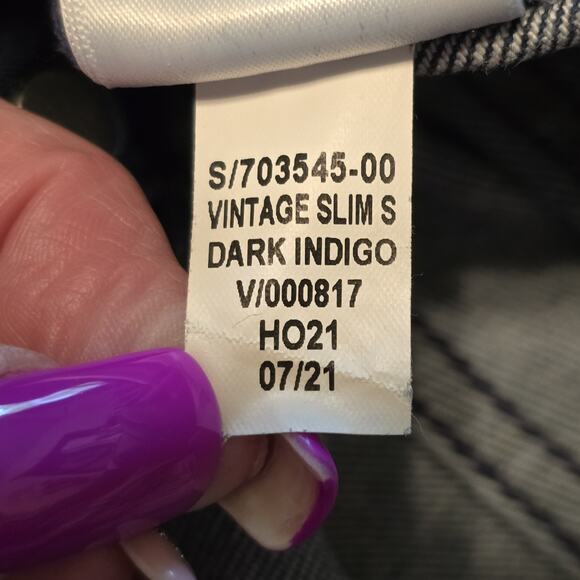 S/703545-00
VINTAGE SLIM S
DARK INDIGO
V/000817
HO21
07/21